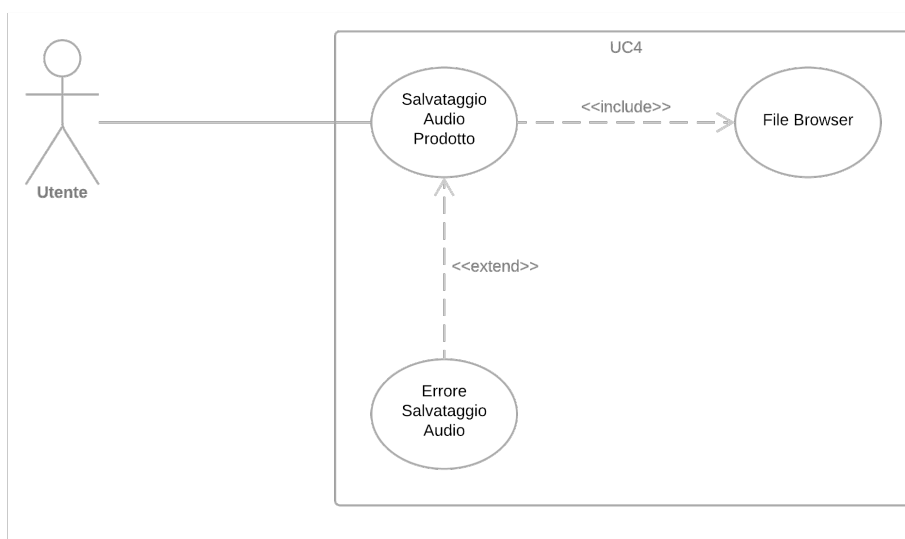 UC4
Salvataggio
Audio
Prodotto
<<include>>
File Browser
Utente
<<extend>>
Errore
Salvataggio
Audio